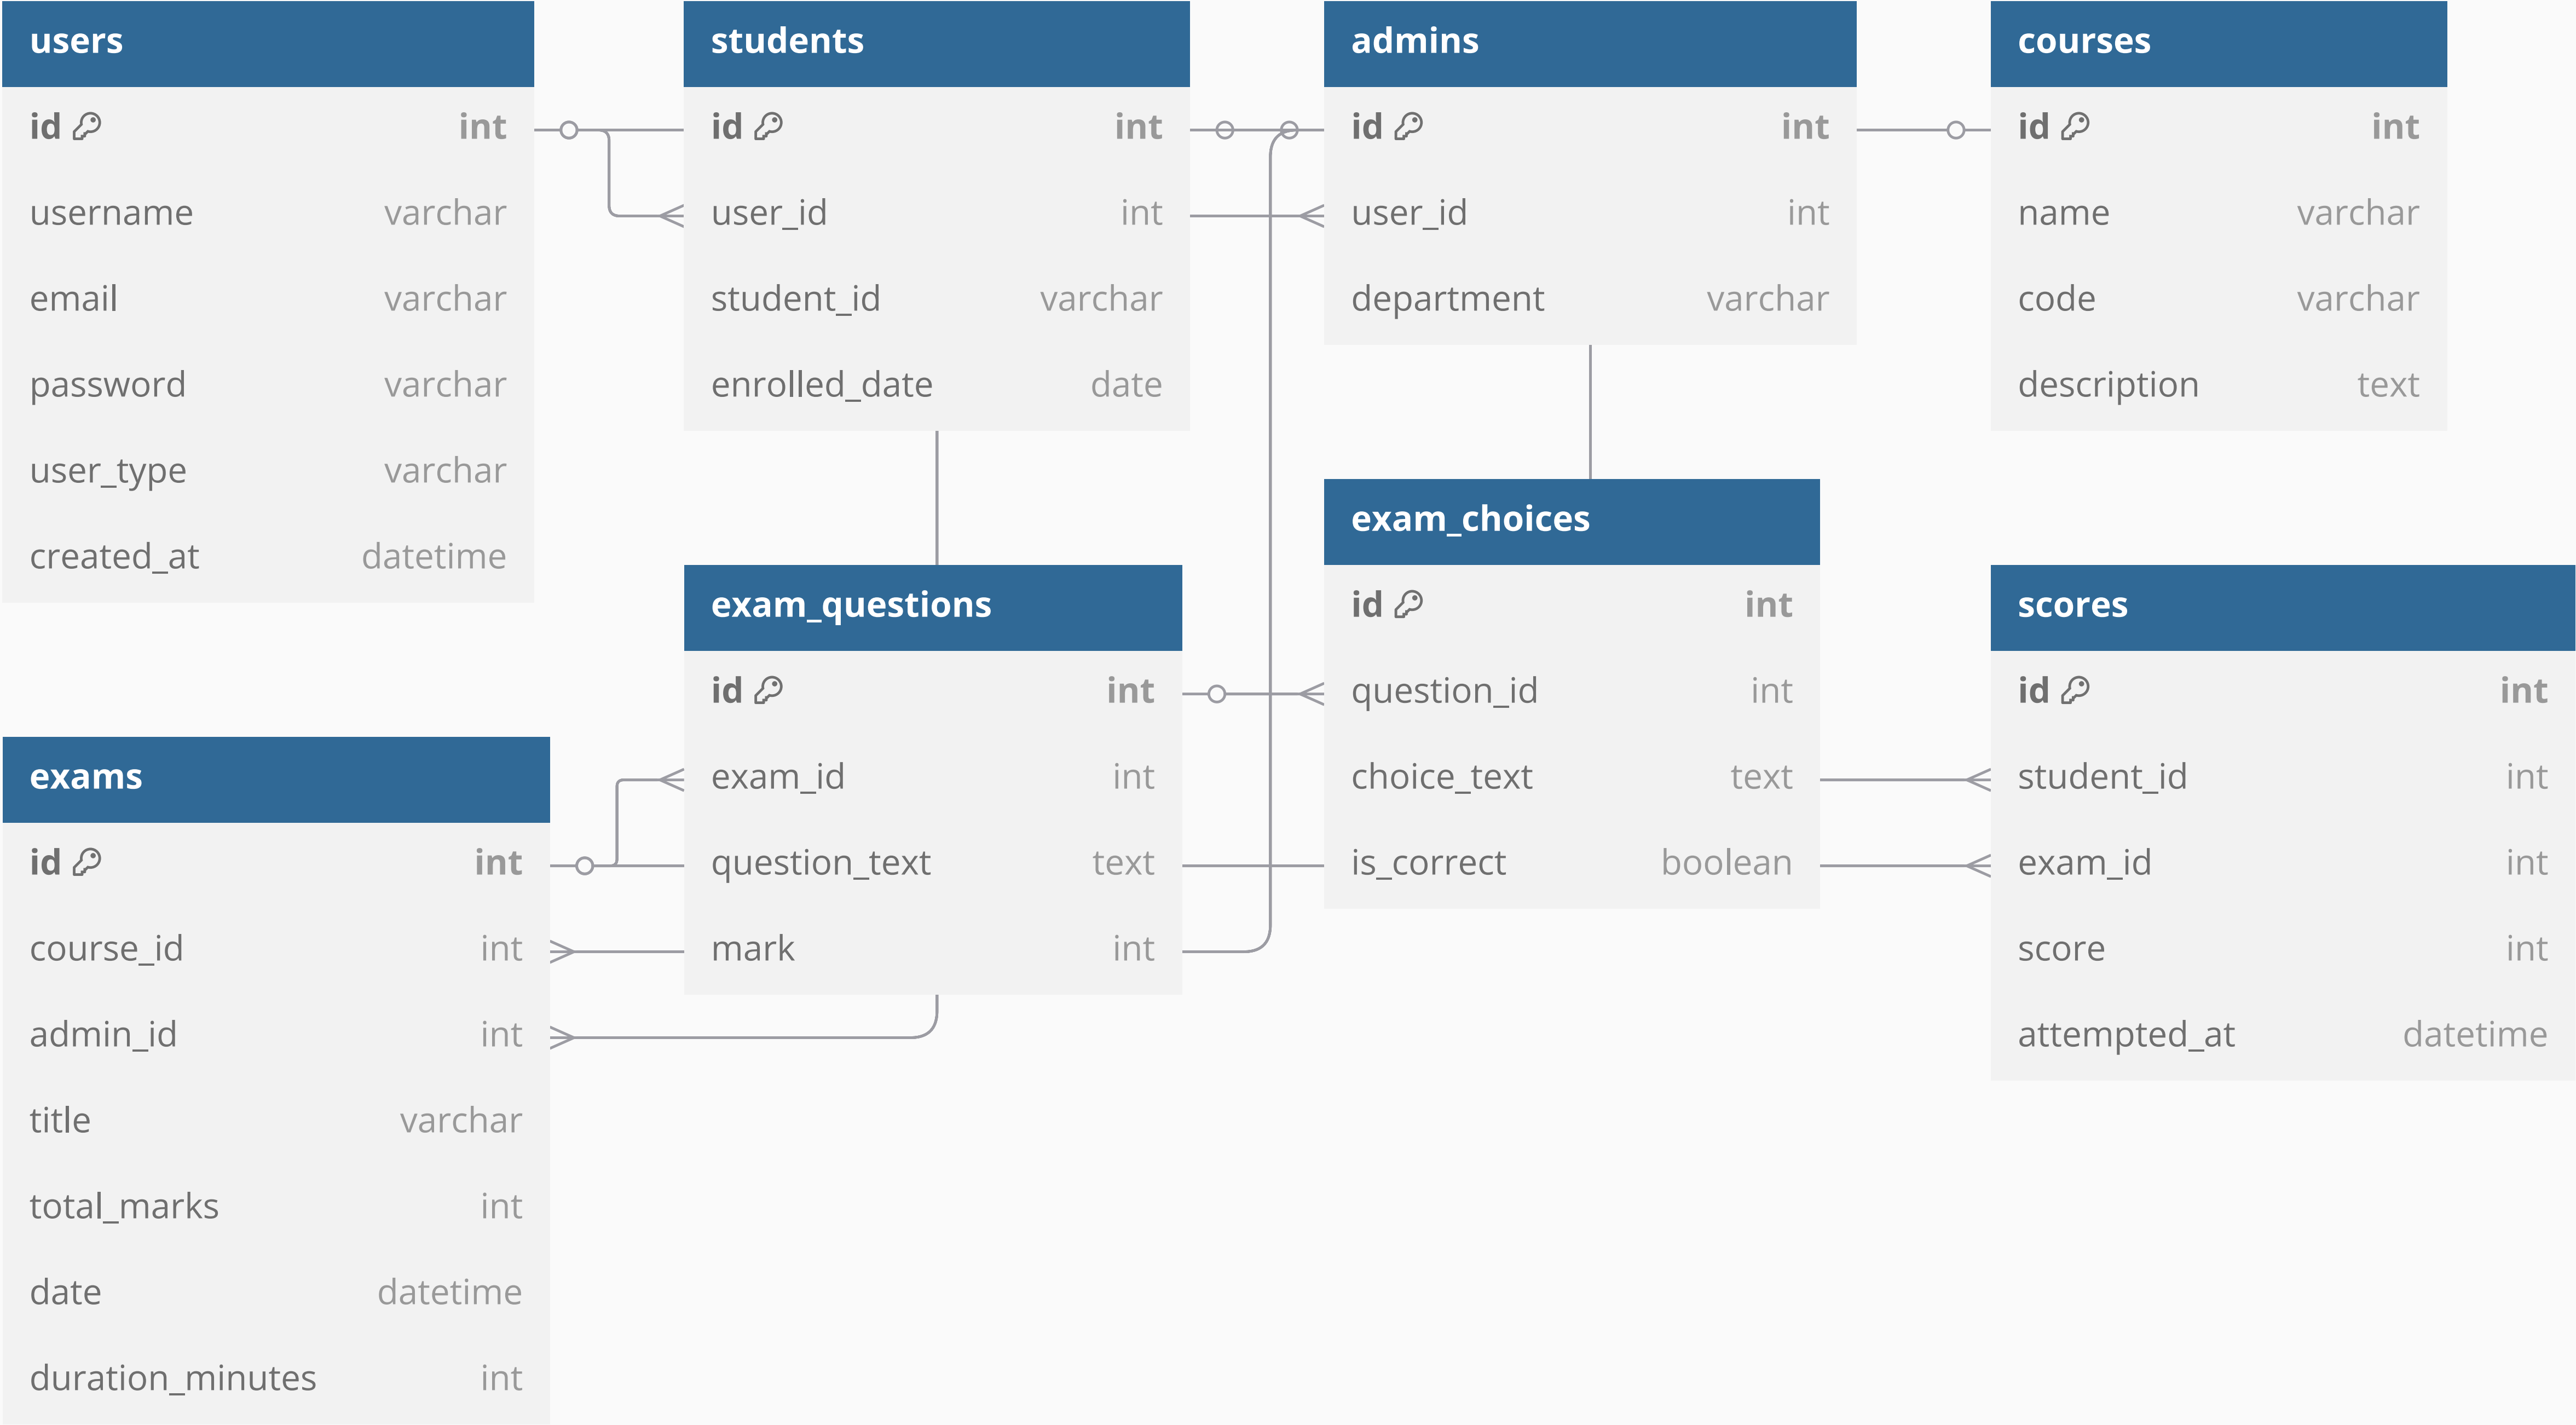 users
id int
username varchar
email varchar
password varchar
user_type varchar
created_at datetime
students
id int
user_id int
student_id varchar
enrolled_date date
admins
id int
user_id int
department varchar
courses
id int
name varchar
code varchar
description text
exam_choices
id int
question_id int
choice_text text
is_correct boolean
exam_questions
id int
exam_id int
question_text text
mark int
scores
id int
student_id int
exam_id int
score int
attempted_at datetime
exams
id int
course_id int
admin_id int
title varchar
total_marks int
date datetime
duration_minutes int